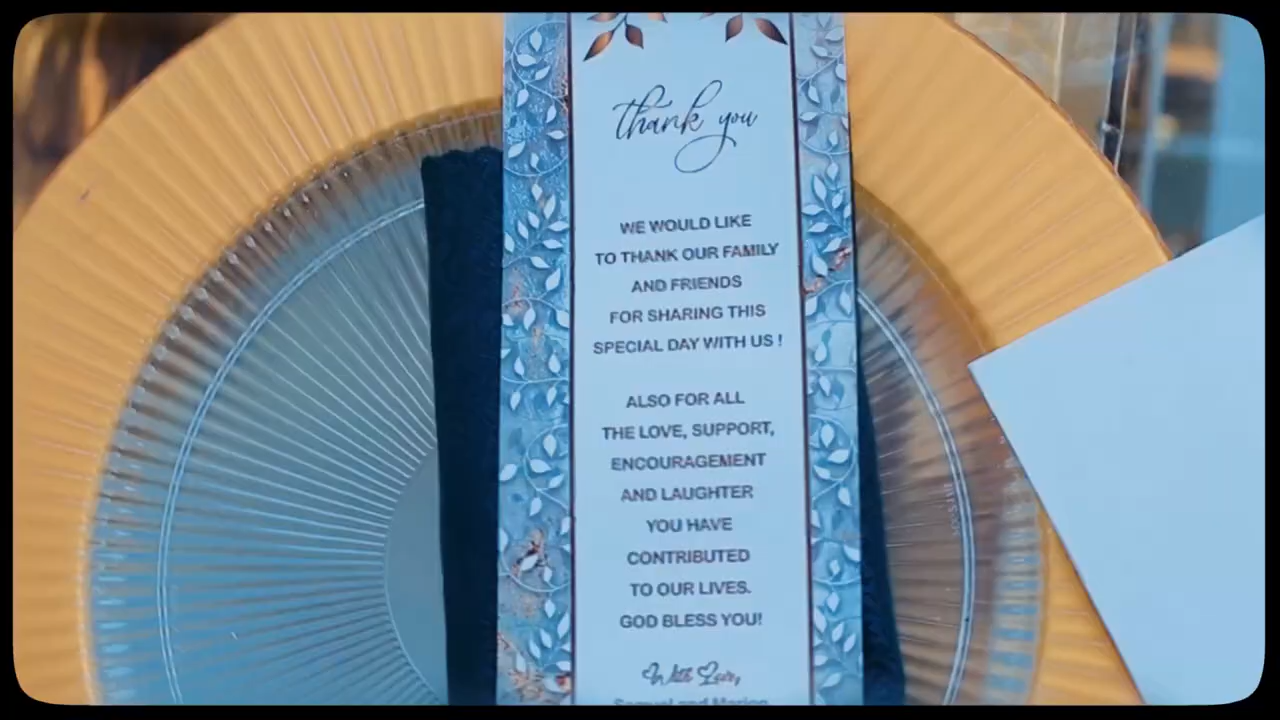 thank you
WE WOULD LIKE
TO THANK OUR FAMILY
AND FRIENDS
FOR SHARING THIS
SPECIAL DAY WITH US !
ALSO FOR ALL
THE LOVE, SUPPORT,
ENCOURAGEMENT
AND LAUGHTER
YOU HAVE
CONTRIBUTED
TO OUR LIVES.
GOD BLESS YOU!
With Love,
Samuel and